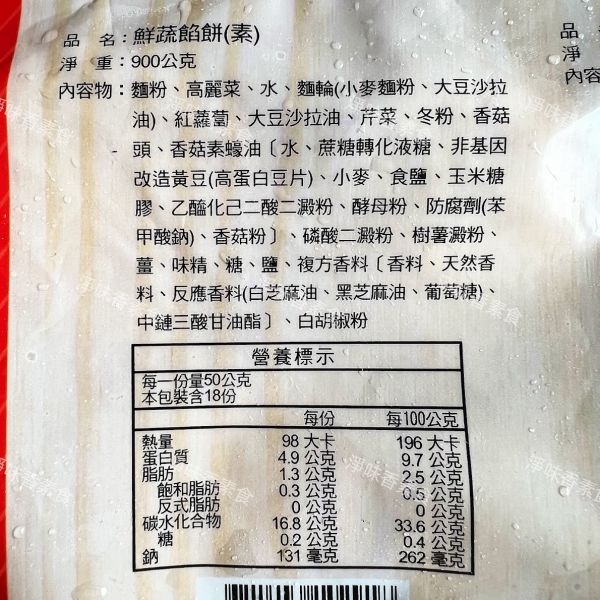 品 名：鮮蔬餡餅(素)
淨 重：900公克
內容物：麵粉、高麗菜、水、麵輪(小麥麵粉、大豆沙拉
油)、紅蘿蔔、大豆沙拉油、芹菜、冬粉、香菇
頭、香菇素蠔油〔水、蔗糖轉化液糖、非基因
改造黃豆(高蛋白豆片)、小麥、食鹽、玉米糖
膠、乙醯化己二酸二澱粉、酵母粉、防腐劑(苯
甲酸鈉)、香菇粉〕、磷酸二澱粉、樹薯澱粉、
薑、味精、糖、鹽、複方香料〔香料、天然香
料、反應香料(白芝麻油、黑芝麻油、葡萄糖)、
中鏈三酸甘油酯〕、白胡椒粉
營養標示
每一份量50公克
本包裝含18份
每份 每100公克
熱量 98 大卡 196 大卡
蛋白質 4.9 公克 9.7 公克
脂肪 1.3 公克 2.5 公克
飽和脂肪 0.3 公克 0.5 公克
反式脂肪 0 公克 0 公克
碳水化合物 16.8 公克 33.6 公克
糖 0.2 公克 0.4 公克
鈉 131 毫克 262 毫克
品
淨
內容
淨味香素食